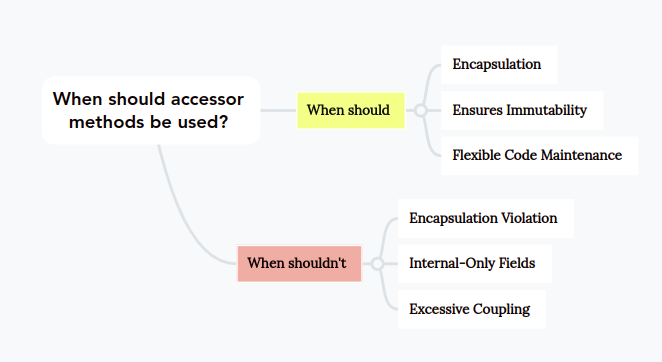 When should accessor
methods be used?
When should
Encapsulation
Ensures Immutability
Flexible Code Maintenance
When shouldn't
Encapsulation Violation
Internal-Only Fields
Excessive Coupling